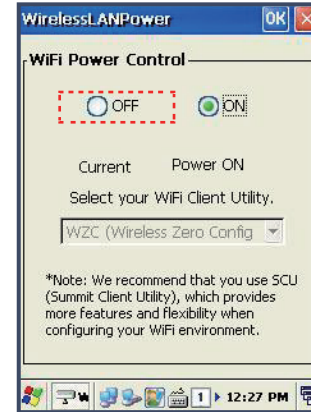 WirelessLANPower OK
WiFi Power Control
OFF ON
Current Power ON
Select your WiFi Client Utility.
WZC (Wireless Zero Config
*Note: We recommend that you use SCU
(Summit Client Utility), which provides
more features and flexibility when
configuring your WiFi environment.
1 12:27 PM